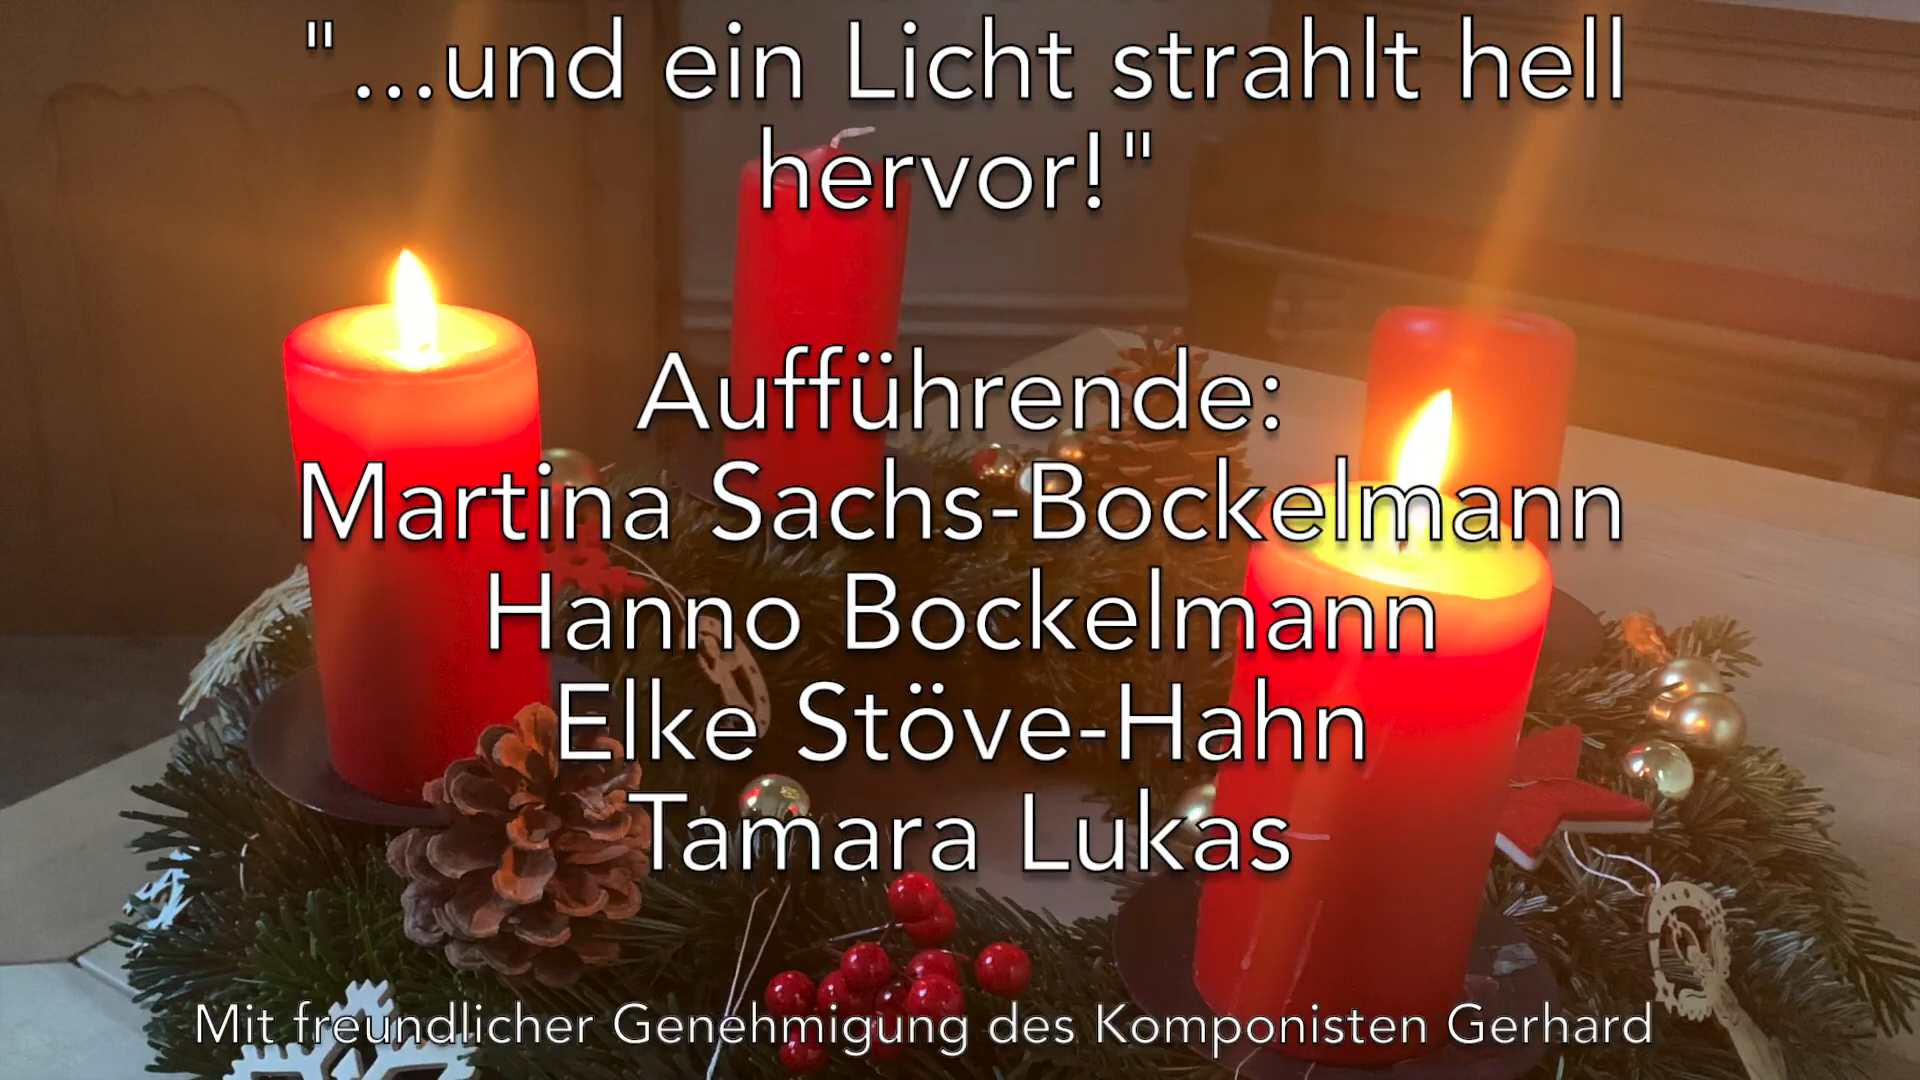 "...und ein Licht strahlt hell
hervor!"
Aufführende:
Martina Sachs-Bockelmann
Hanno Bockelmann
Elke Stöve-Hahn
Tamara Lukas
Mit freundlicher Genehmigung des Komponisten Gerhard